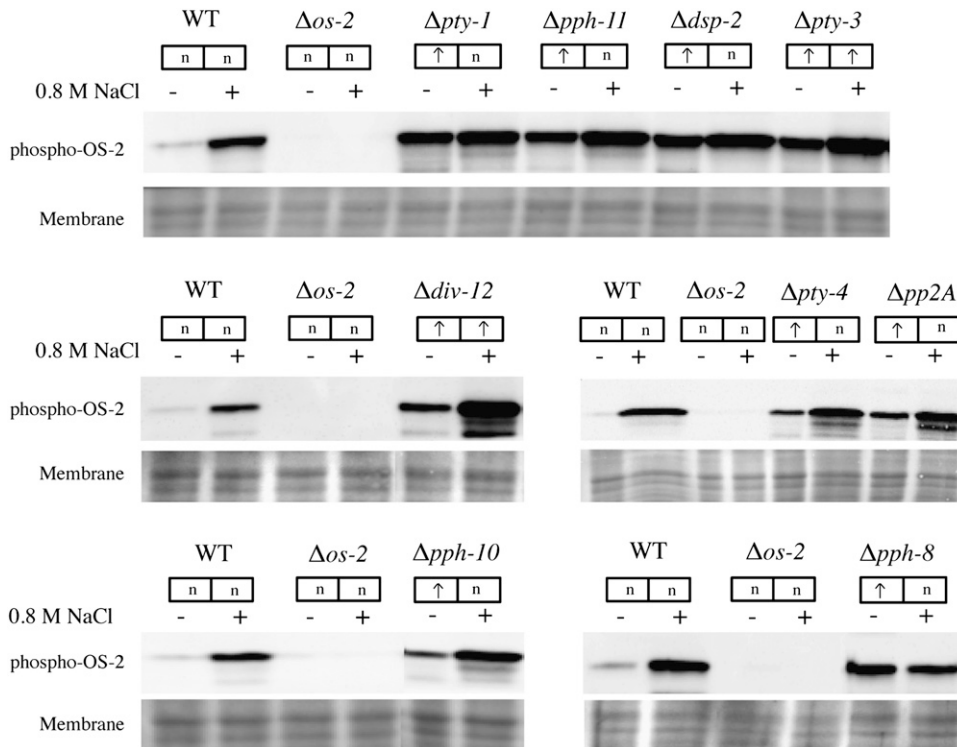 WT Δos-2 Δpty-1 Δpph-11 Δdsp-2 Δpty-3
n n n n ↑ n ↑ n ↑ n ↑ ↑
0.8 M NaCl - + - + - + - + - + - +
phospho-OS-2
Membrane
WT Δos-2 Δdiv-12
n n n n ↑ ↑
0.8 M NaCl - + - + - +
phospho-OS-2
Membrane
WT Δos-2 Δpty-4 Δpp2A
n n n n ↑ n ↑ n
- + - + - + - +
WT Δos-2 Δpph-10
n n n n ↑ n
0.8 M NaCl - + - + - +
phospho-OS-2
Membrane
WT Δos-2 Δpph-8
n n n n ↑ n
- + - + - +